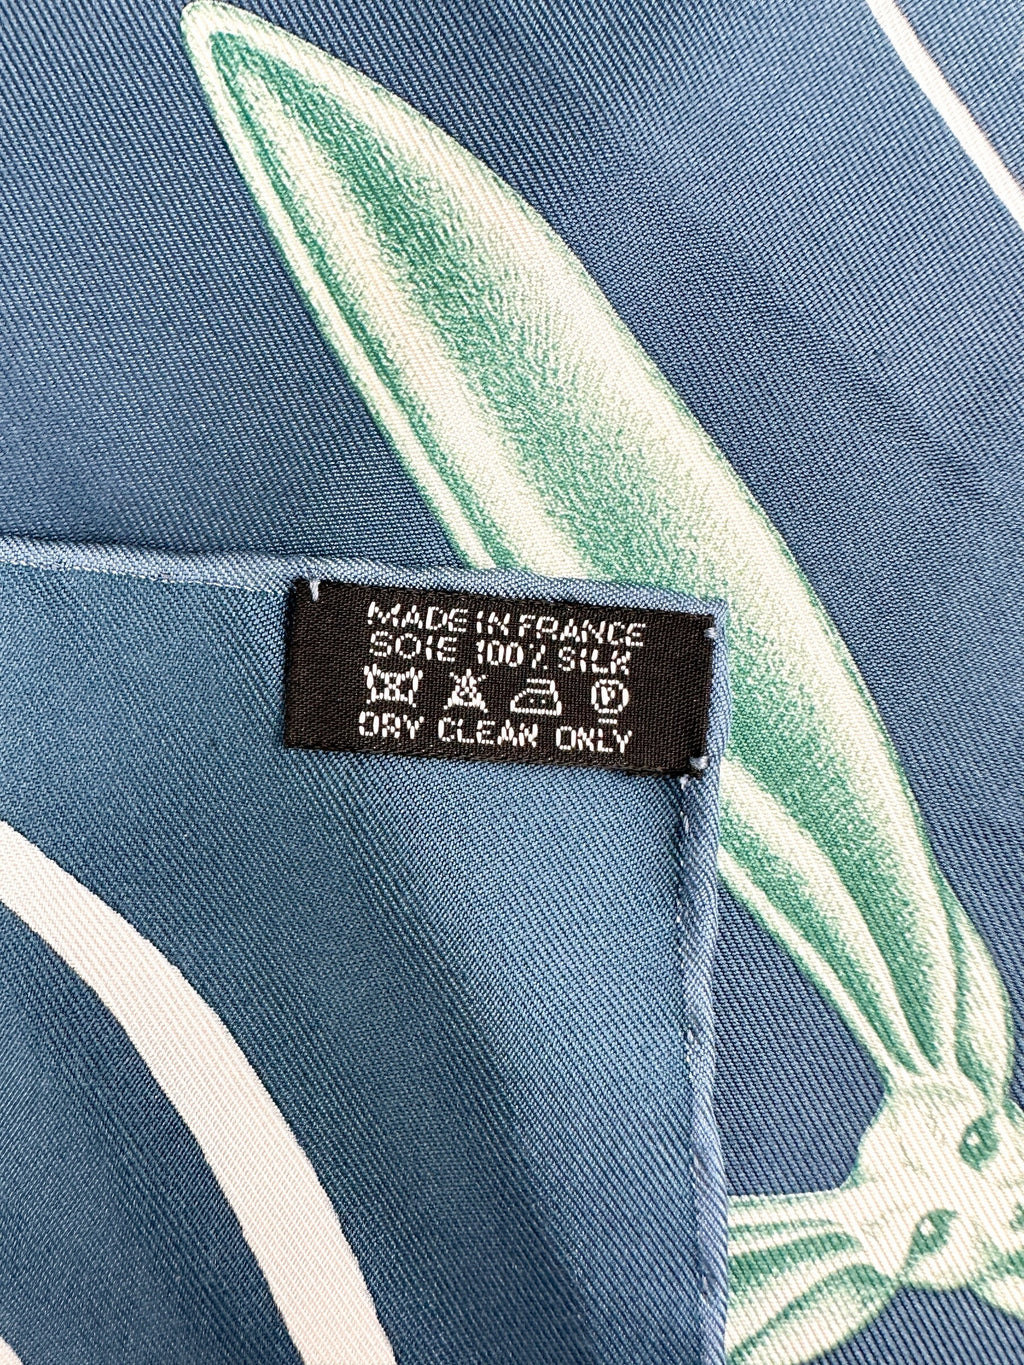 MADE IN FRANCE
SOIE 100% SILK
P
DRY CLEAN ONLY